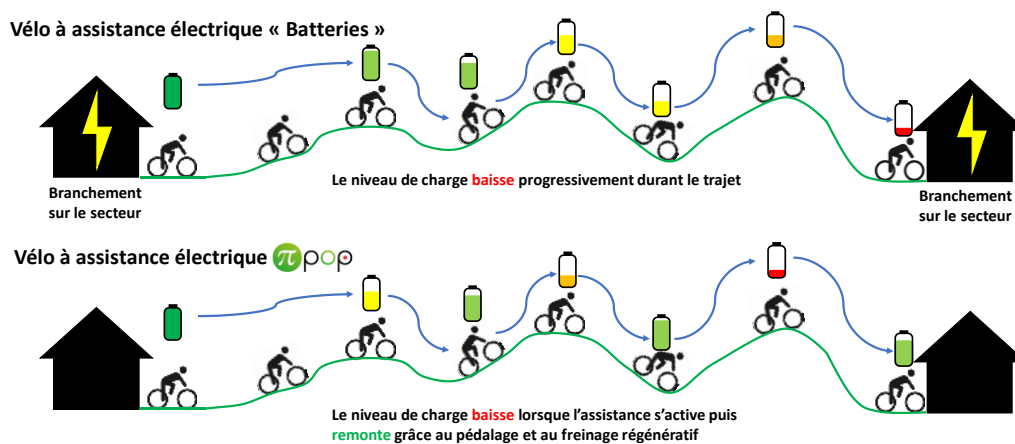 Vélo à assistance électrique « Batteries »
Branchement
sur le secteur
Le niveau de charge baisse progressivement durant le trajet
Branchement
sur le secteur
Vélo à assistance électrique πpop
Le niveau de charge baisse lorsque l’assistance s’active puis
remonte grâce au pédalage et au freinage régénératif